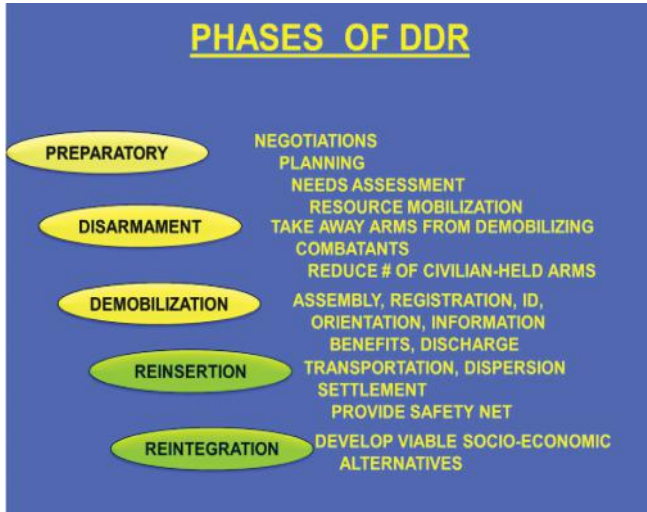 PHASES OF DDR
PREPARATORY
NEGOTIATIONS
PLANNING
NEEDS ASSESSMENT
RESOURCE MOBILIZATION
DISARMAMENT
TAKE AWAY ARMS FROM DEMOBILIZING
COMBATANTS
REDUCE # OF CIVILIAN-HELD ARMS
DEMOBILIZATION
ASSEMBLY, REGISTRATION, ID,
ORIENTATION, INFORMATION
BENEFITS, DISCHARGE
REINSERTION
TRANSPORTATION, DISPERSION
SETTLEMENT
PROVIDE SAFETY NET
REINTEGRATION
DEVELOP VIABLE SOCIO-ECONOMIC
ALTERNATIVES